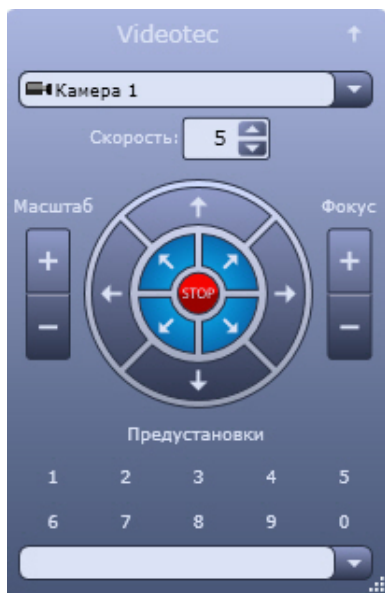 Videotec
Камера 1
Скорость: 5
Масштаб
Фокус
STOP
Предустановки
1 2 3 4 5
6 7 8 9 0